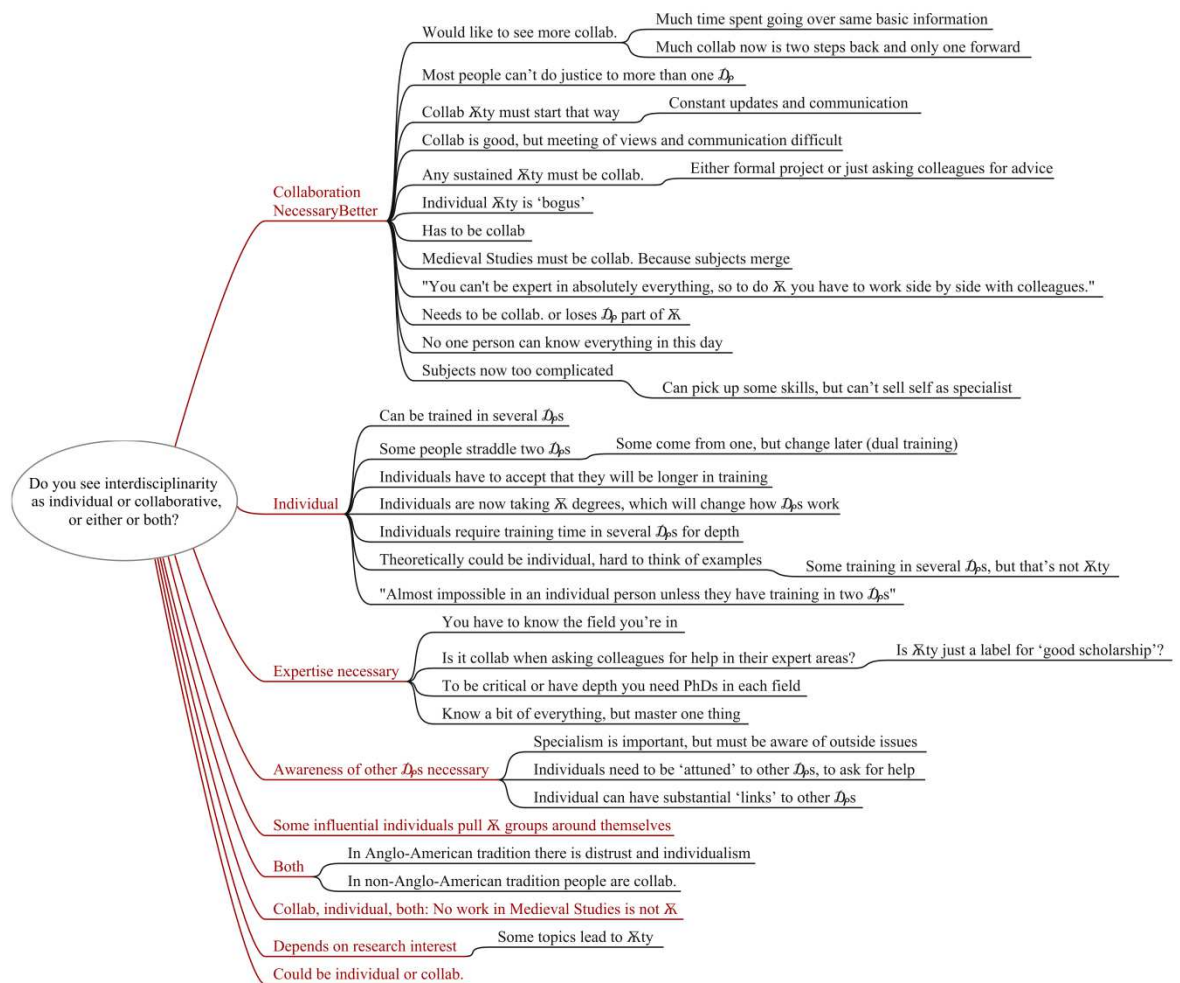 Do you see interdisciplinarity
as individual or collaborative,
or either or both?
Collaboration
NecessaryBetter
Would like to see more collab.
Much time spent going over same basic information
Much collab now is two steps back and only one forward
Most people can’t do justice to more than one Dp
Collab Ӿty must start that way
Constant updates and communication
Collab is good, but meeting of views and communication difficult
Any sustained Ӿty must be collab.
Either formal project or just asking colleagues for advice
Individual Ӿty is ‘bogus’
Has to be collab
Medieval Studies must be collab. Because subjects merge
"You can't be expert in absolutely everything, so to do Ӿ you have to work side by side with colleagues."
Needs to be collab. or loses Dp part of Ӿ
No one person can know everything in this day
Subjects now too complicated
Can pick up some skills, but can’t sell self as specialist
Individual
Can be trained in several Dps
Some people straddle two Dps
Some come from one, but change later (dual training)
Individuals have to accept that they will be longer in training
Individuals are now taking Ӿ degrees, which will change how Dps work
Individuals require training time in several Dps for depth
Theoretically could be individual, hard to think of examples
Some training in several Dps, but that’s not Ӿty
"Almost impossible in an individual person unless they have training in two Dps"
Expertise necessary
You have to know the field you’re in
Is it collab when asking colleagues for help in their expert areas?
Is Ӿty just a label for ‘good scholarship’?
To be critical or have depth you need PhDs in each field
Know a bit of everything, but master one thing
Awareness of other Dps necessary
Specialism is important, but must be aware of outside issues
Individuals need to be ‘attuned’ to other Dps, to ask for help
Individual can have substantial ‘links’ to other Dps
Some influential individuals pull Ӿ groups around themselves
Both
In Anglo-American tradition there is distrust and individualism
In non-Anglo-American tradition people are collab.
Collab, individual, both: No work in Medieval Studies is not Ӿ
Depends on research interest
Some topics lead to Ӿty
Could be individual or collab.